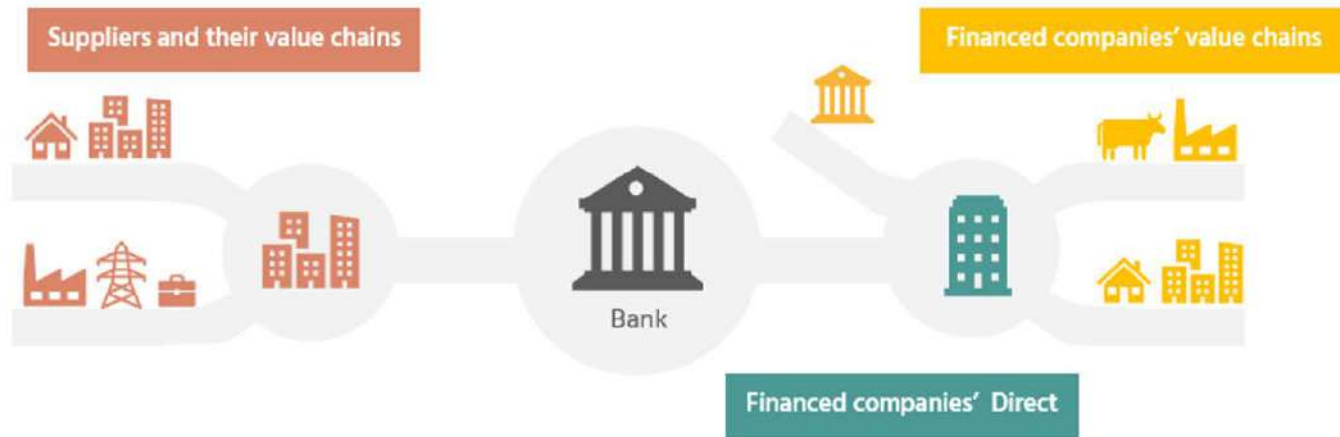 Suppliers and their value chains
Financed companies' value chains
Bank
Financed companies' Direct